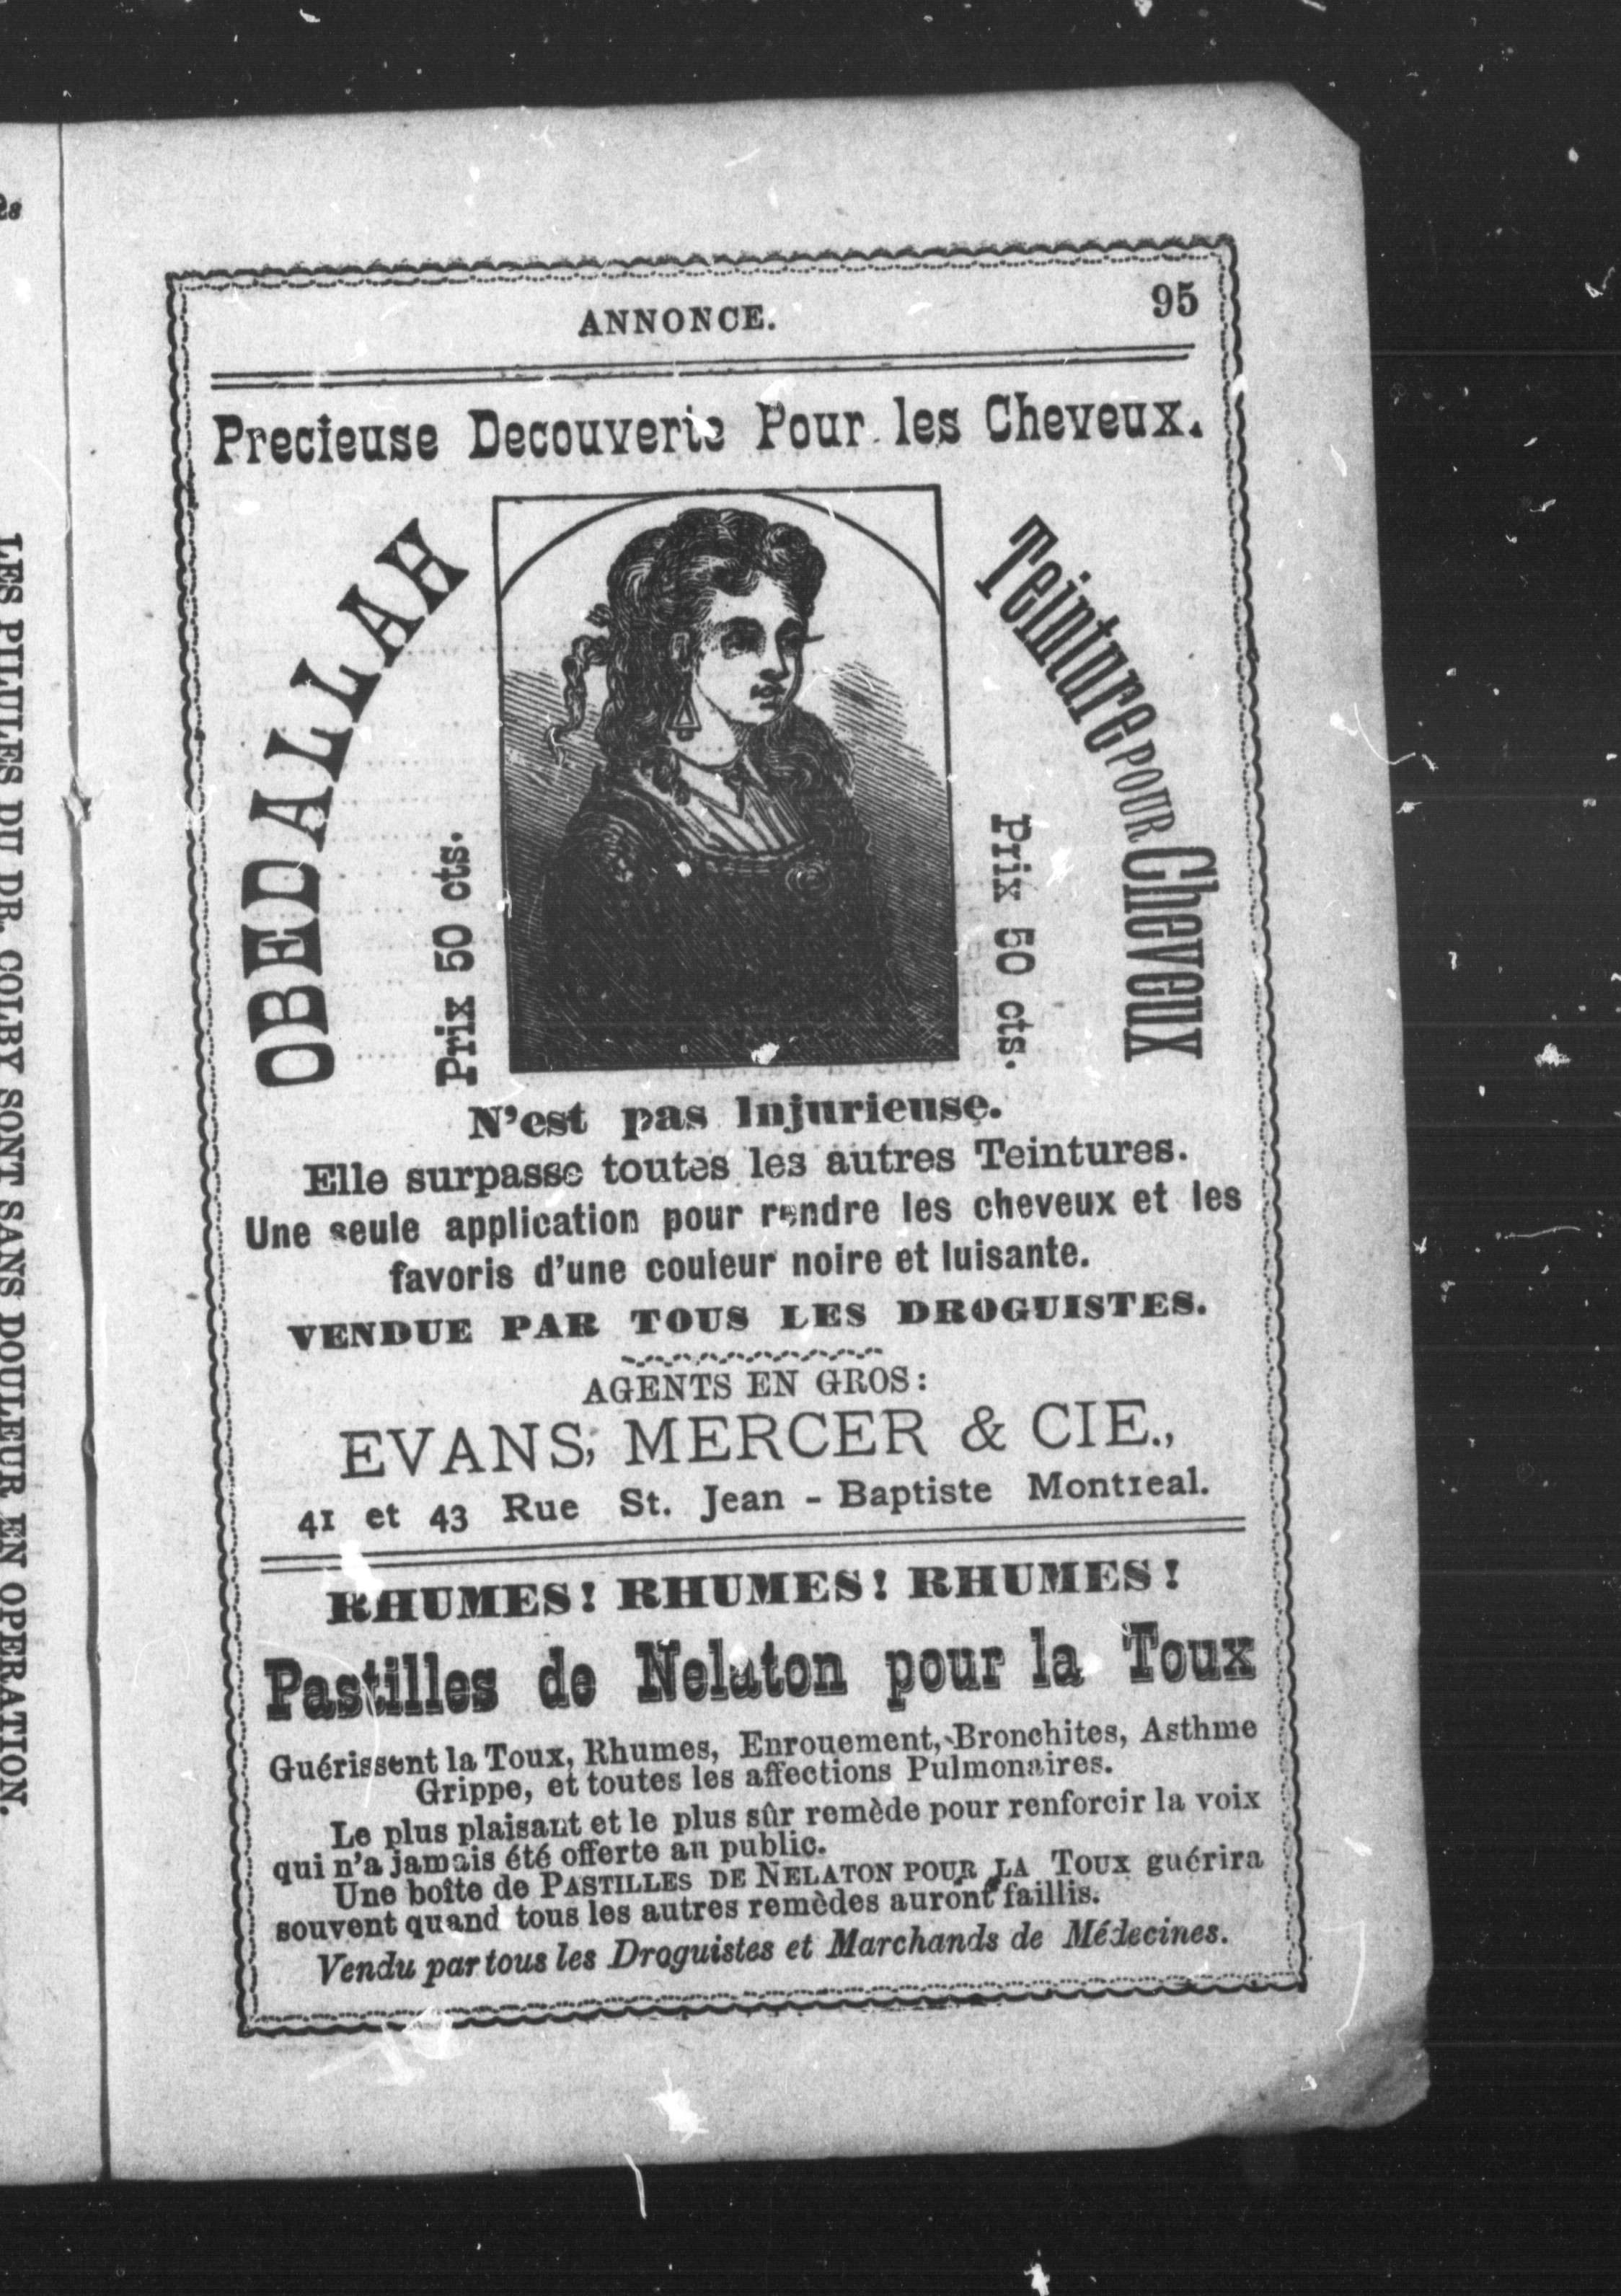 LES PILULES DU DR. COLBY SONT SANS DOULEUR EN OPERATION.
ANNONCE.
95
Precieuse Decouverte Pour les Cheveux.
OBEDALLAH
Teinture POUR Cheveux
Prix 50 cts.
Prix 50 cts.
N'est pas Injurieuse.
Elle surpasse toutes les autres Teintures.
Une seule application pour rendre les cheveux et les
favoris d'une couleur noire et luisante.
VENDUE PAR TOUS LES DROGUISTES.
AGENTS EN GROS:
EVANS, MERCER & CIE.,
41 et 43 Rue St. Jean - Baptiste Montreal.
RHUMES! RHUMES! RHUMES!
Pastilles de Nelaton pour la Toux
Guérissent la Toux, Rhumes, Enrouement, Bronchites, Asthme
Grippe, et toutes les affections Pulmonaires.
Le plus plaisant et le plus sûr remède pour renforcir la voix
qui n'a jamais été offerte au public.
Une boîte de PASTILLES DE NELATON POUR LA TOUX guérira
souvent quand tous les autres remèdes auront faillis.
Vendu par tous les Droguistes et Marchands de Médecines.